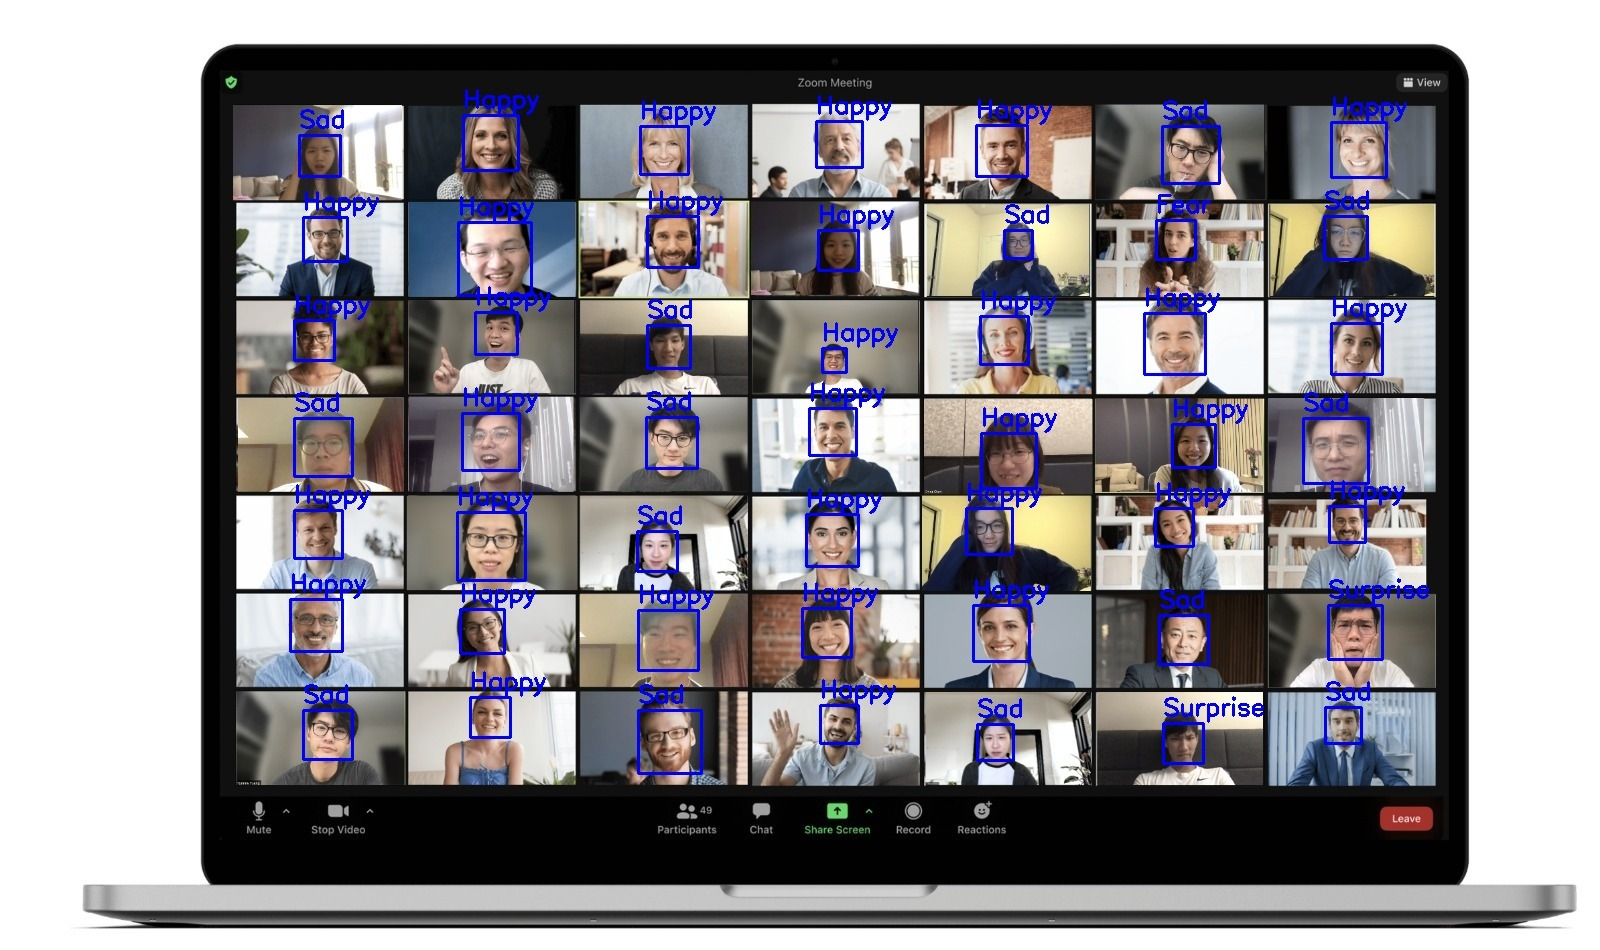 Zoom Meeting
View
Sad Happy Happy Happy Happy Sad Happy
Happy Happy Happy Happy Sad Fear Sad
Happy Happy Sad Happy Happy Happy Happy
JUST
Sad Happy Sad Happy Happy Happy Sad
Happy Happy Sad Happy Happy Happy Happy
Happy Happy Happy Happy Happy Sad Surprise
Sad Happy Sad Happy Sad Surprise Sad
49
Mute Stop Video Participants Chat Share Screen Record Reactions
Leave